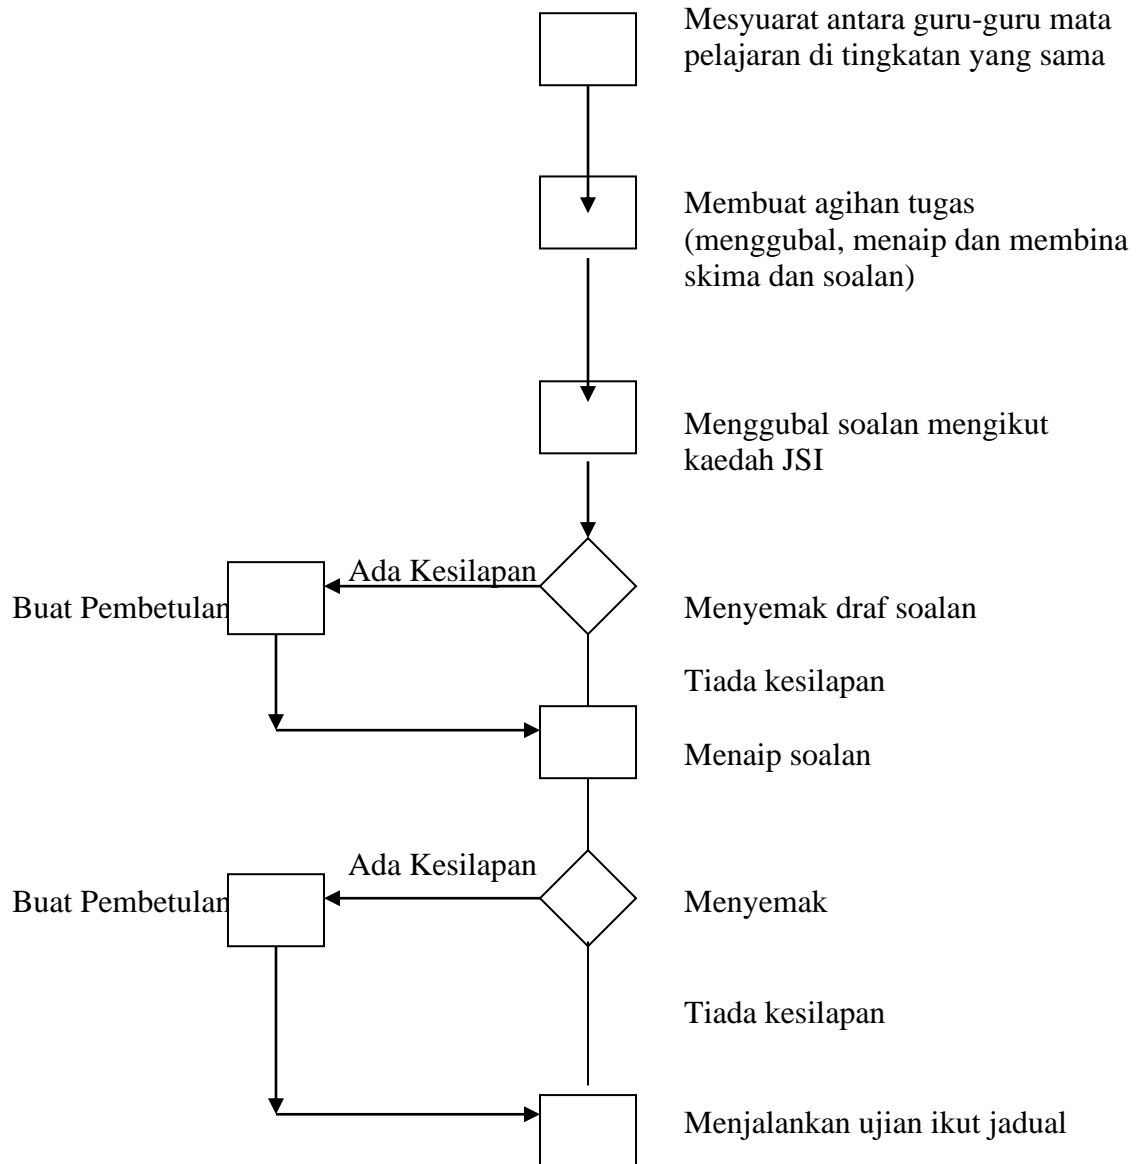 Mesyuarat antara guru-guru mata
pelajaran di tingkatan yang sama
Membuat agihan tugas
(menggubal, menaip dan membina
skima dan soalan)
Menggubal soalan mengikut
kaedah JSI
Ada Kesilapan
Buat Pembetulan
Menyemak draf soalan
Tiada kesilapan
Menaip soalan
Ada Kesilapan
Buat Pembetulan
Menyemak
Tiada kesilapan
Menjalankan ujian ikut jadual